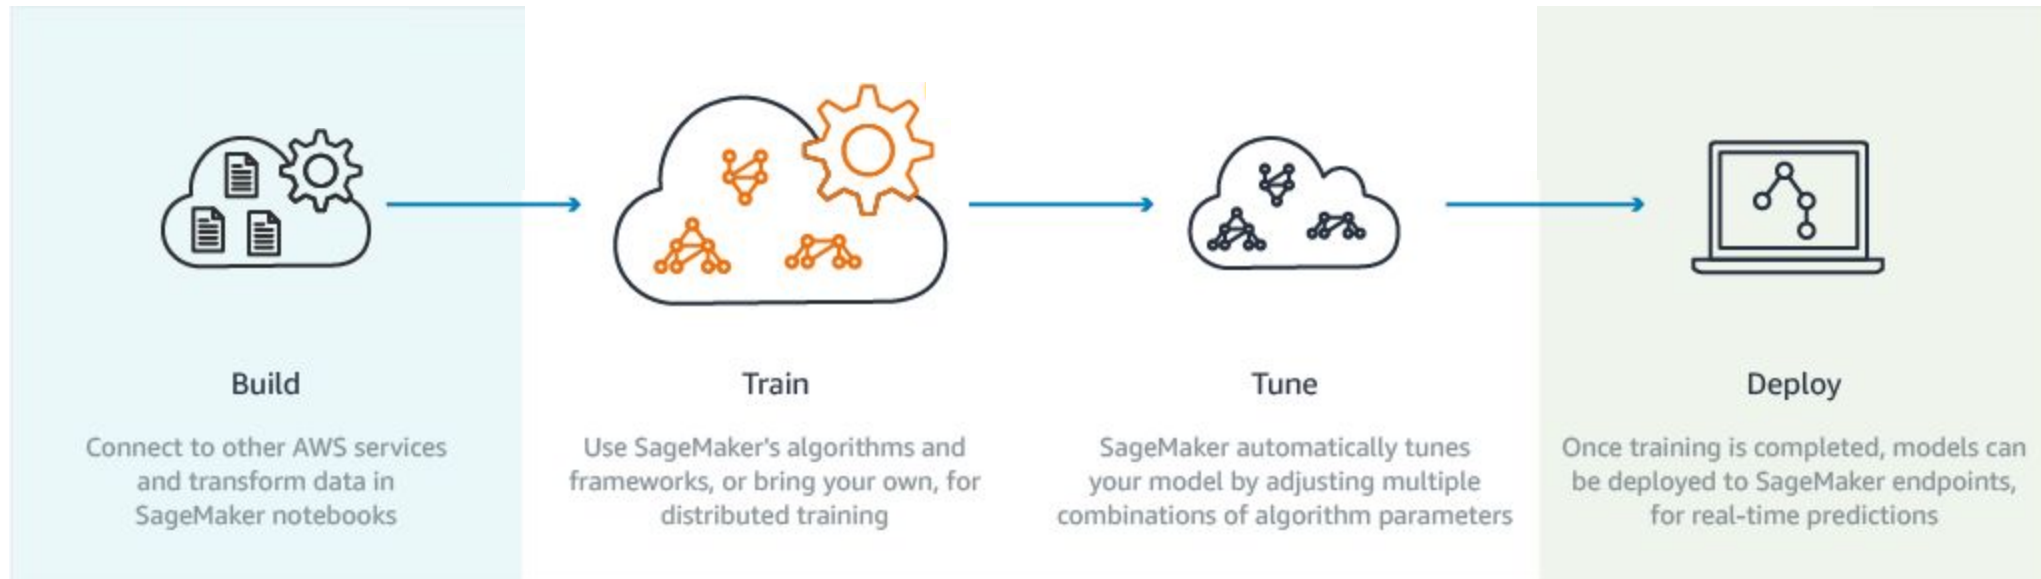 Build
Connect to other AWS services
and transform data in
SageMaker notebooks
Train
Use SageMaker's algorithms and
frameworks, or bring your own, for
distributed training
Tune
SageMaker automatically tunes
your model by adjusting multiple
combinations of algorithm parameters
Deploy
Once training is completed, models can
be deployed to SageMaker endpoints,
for real-time predictions